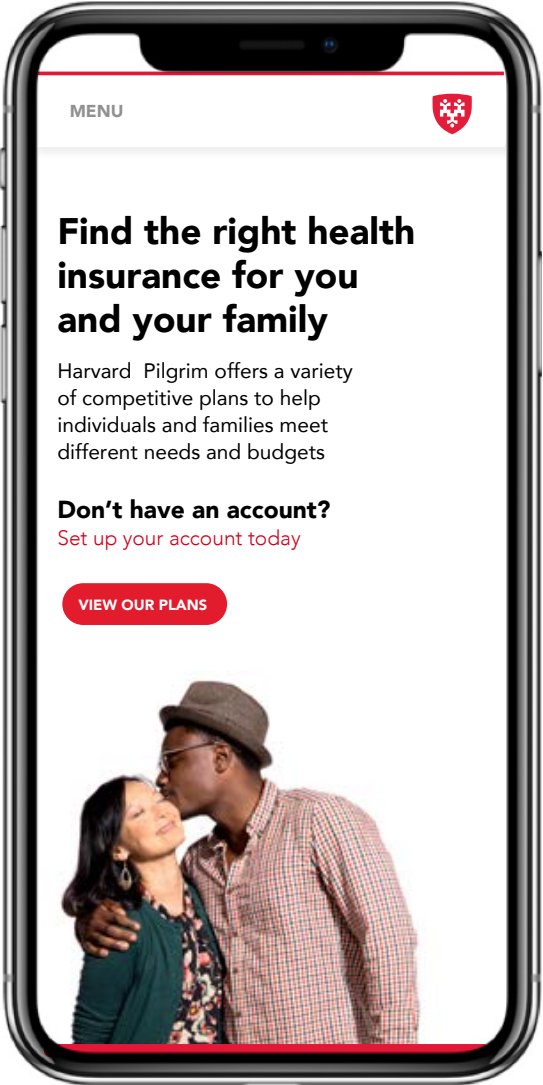 MENU
Find the right health
insurance for you
and your family
Harvard  Pilgrim offers a variety
of competitive plans to help
individuals and families meet
different needs and budgets
Don’t have an account?
Set up your account today
VIEW OUR PLANS